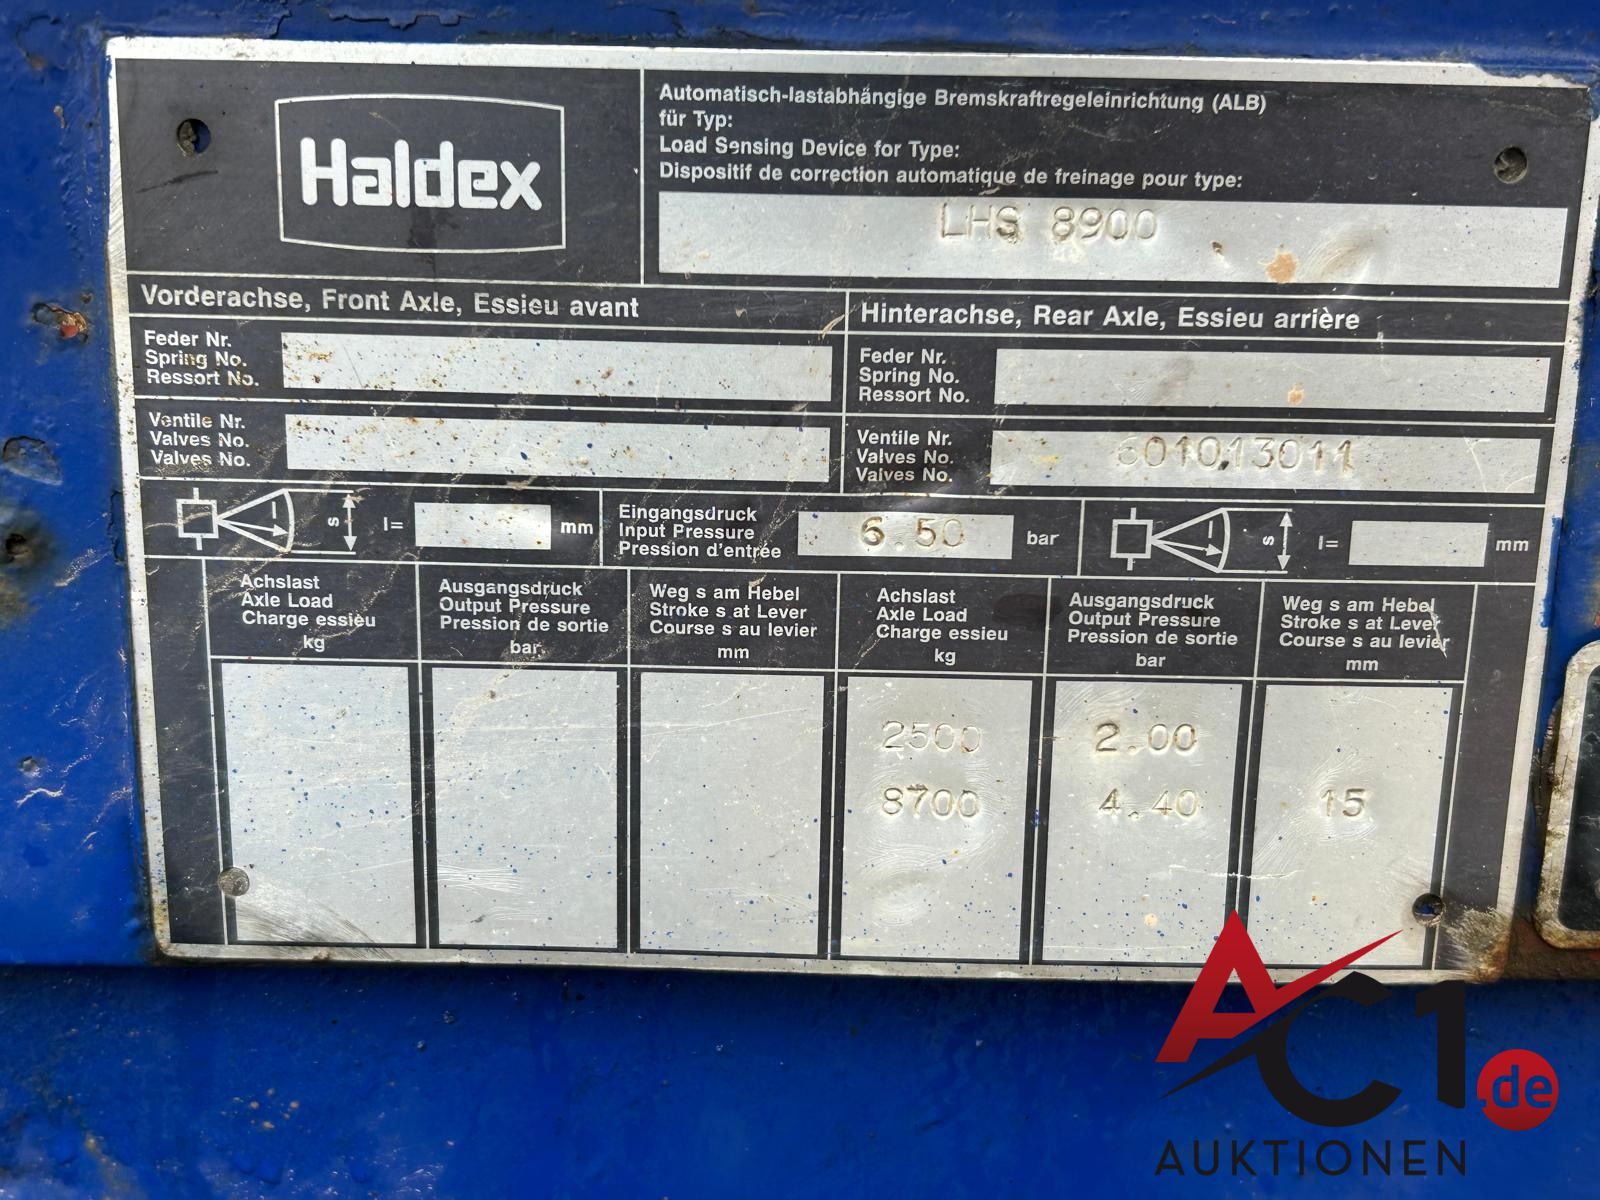 Haldex
Automatisch-lastabhängige Bremskraftregeleinrichtung (ALB)
für Typ:
Load Sensing Device for Type:
Dispositif de correction automatique de freinage pour type:
LHS 8900
Vorderachse, Front Axle, Essieu avant
Feder Nr.
Spring No.
Ressort No.
Ventile Nr.
Valves No.
Valves No.
Hinterachse, Rear Axle, Essieu arrière
Feder Nr.
Spring No.
Ressort No.
Ventile Nr.
Valves No.
Valves No.
601013011
l
s
l= mm
Eingangsdruck
Input Pressure
Pression d'entrée
6.50 bar
l
s
l= mm
Achslast
Axle Load
Charge essieu
kg
Ausgangsdruck
Output Pressure
Pression de sortie
bar
Weg s am Hebel
Stroke s at Lever
Course s au levier
mm
Achslast
Axle Load
Charge essieu
kg
Ausgangsdruck
Output Pressure
Pression de sortie
bar
Weg s am Hebel
Stroke s at Lever
Course s au levier
mm
2500 2.00
8700 4.40 15
AC1.de
AUKTIONEN